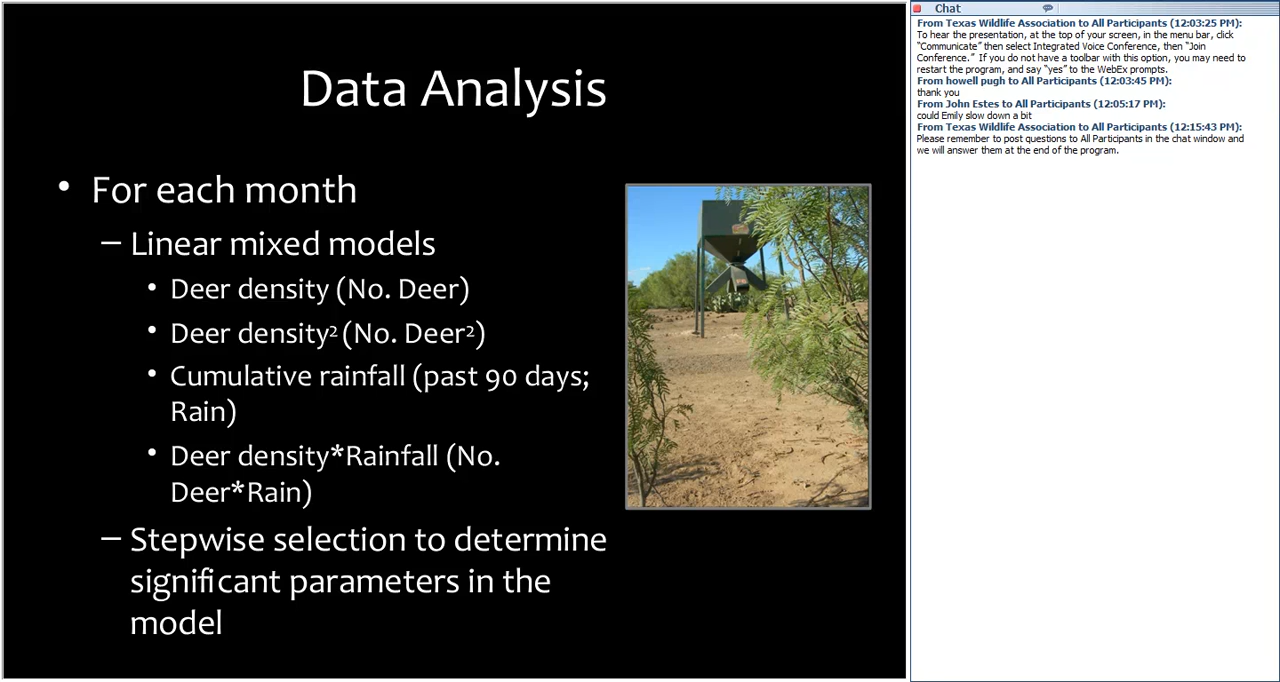 Data Analysis
• For each month
– Linear mixed models
• Deer density (No. Deer)
• Deer density² (No. Deer²)
• Cumulative rainfall (past 90 days;
Rain)
• Deer density*Rainfall (No.
Deer*Rain)
– Stepwise selection to determine
significant parameters in the
model
Chat
From Texas Wildlife Association to All Participants (12:03:25 PM):
To hear the presentation, at the top of your screen, in the menu bar, click
“Communicate” then select Integrated Voice Conference, then “Join
Conference.” If you do not have a toolbar with this option, you may need to
restart the program, and say “yes” to the WebEx prompts.
From howell pugh to All Participants (12:03:45 PM):
thank you
From John Estes to All Participants (12:05:17 PM):
could Emily slow down a bit
From Texas Wildlife Association to All Participants (12:15:43 PM):
Please remember to post questions to All Participants in the chat window and
we will answer them at the end of the program.